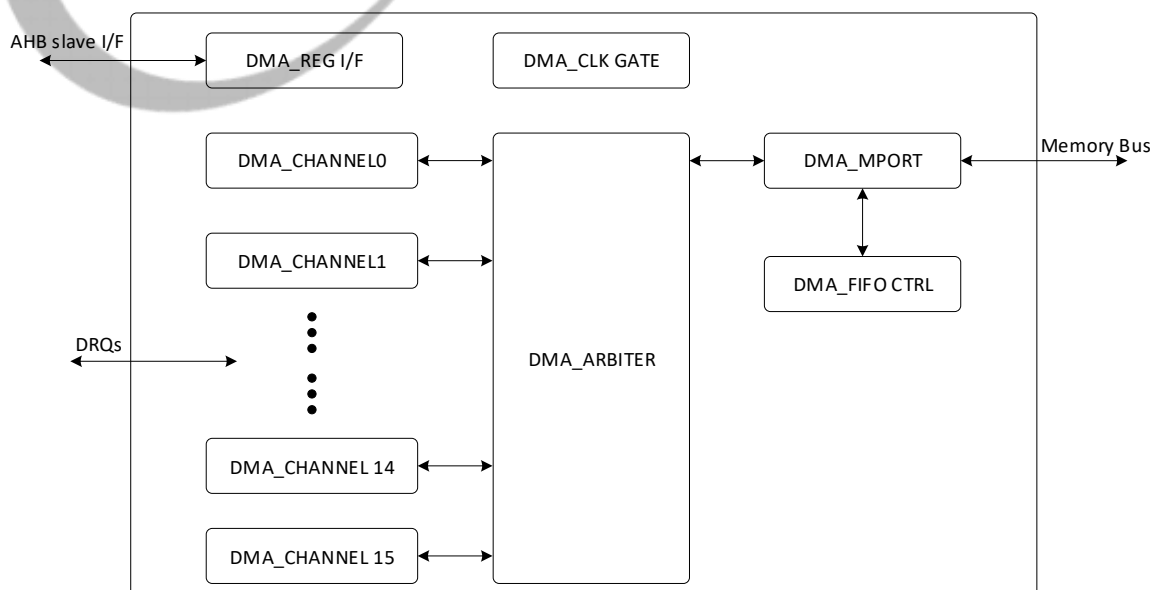 AHB slave I/F
DMA_REG I/F
DMA_CLK GATE
DMA_CHANNEL0
DMA_MPORT
Memory Bus
DMA_CHANNEL1
DMA_FIFO CTRL
DRQs
DMA_ARBITER
DMA_CHANNEL 14
DMA_CHANNEL 15